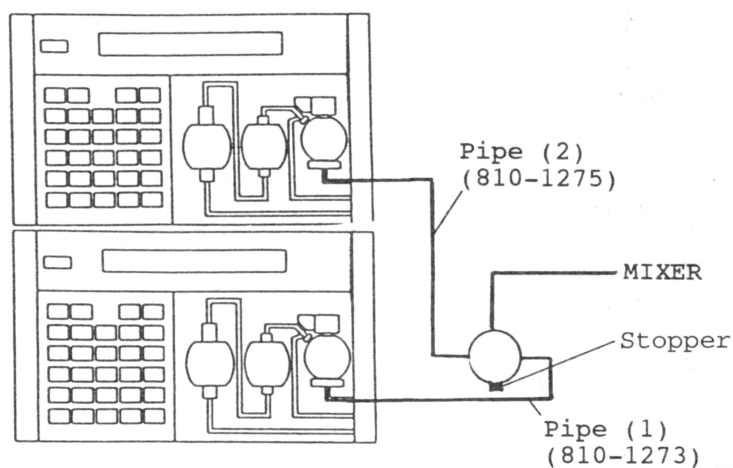 Pipe (2)
(810-1275)
MIXER
Stopper
Pipe (1)
(810-1273)